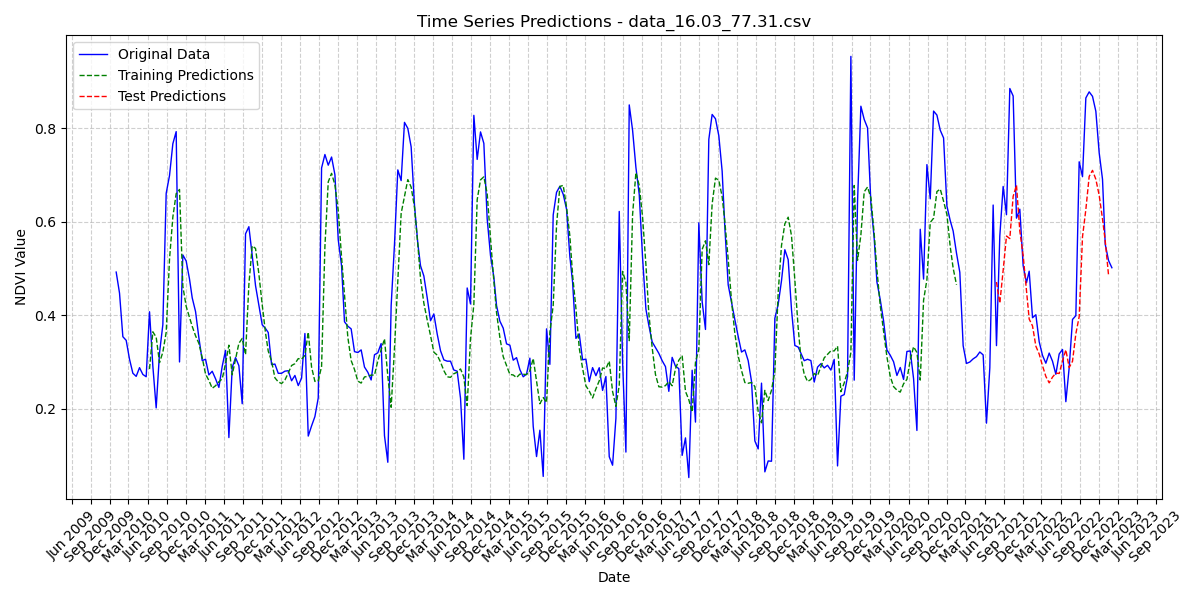 Time Series Predictions - data_16.03_77.31.csv
Original Data
Training Predictions
Test Predictions
NDVI Value
0.8
0.6
0.4
0.2
Jun 2009
Sep 2009
Dec 2009
Mar 2010
Jun 2010
Sep 2010
Dec 2010
Mar 2011
Jun 2011
Sep 2011
Dec 2011
Mar 2012
Jun 2012
Sep 2012
Dec 2012
Mar 2013
Jun 2013
Sep 2013
Dec 2013
Mar 2014
Jun 2014
Sep 2014
Dec 2014
Mar 2015
Jun 2015
Sep 2015
Dec 2015
Mar 2016
Jun 2016
Sep 2016
Dec 2016
Mar 2017
Jun 2017
Sep 2017
Dec 2017
Mar 2018
Jun 2018
Sep 2018
Dec 2018
Mar 2019
Jun 2019
Sep 2019
Dec 2019
Mar 2020
Jun 2020
Sep 2020
Dec 2020
Mar 2021
Jun 2021
Sep 2021
Dec 2021
Mar 2022
Jun 2022
Sep 2022
Dec 2022
Mar 2023
Jun 2023
Sep 2023
Date